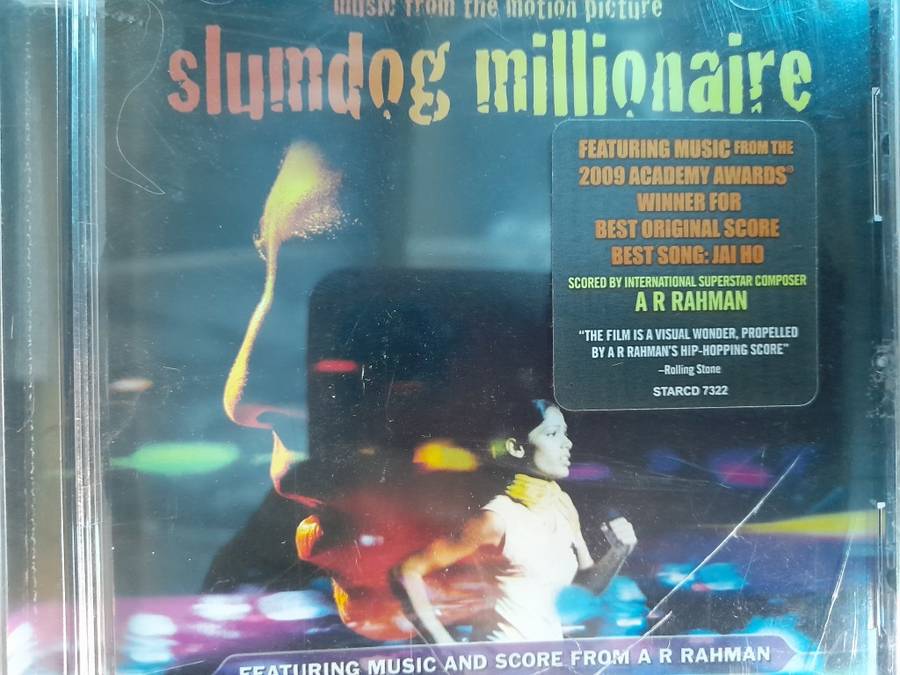 music from the motion picture
slumdog millionaire
FEATURING MUSIC FROM THE
2009 ACADEMY AWARDS®
WINNER FOR
BEST ORIGINAL SCORE
BEST SONG: JAI HO
SCORED BY INTERNATIONAL SUPERSTAR COMPOSER
A R RAHMAN
"THE FILM IS A VISUAL WONDER, PROPELLED
BY A R RAHMAN'S HIP-HOPPING SCORE"
–Rolling Stone
STARCD 7322
FEATURING MUSIC AND SCORE FROM A R RAHMAN